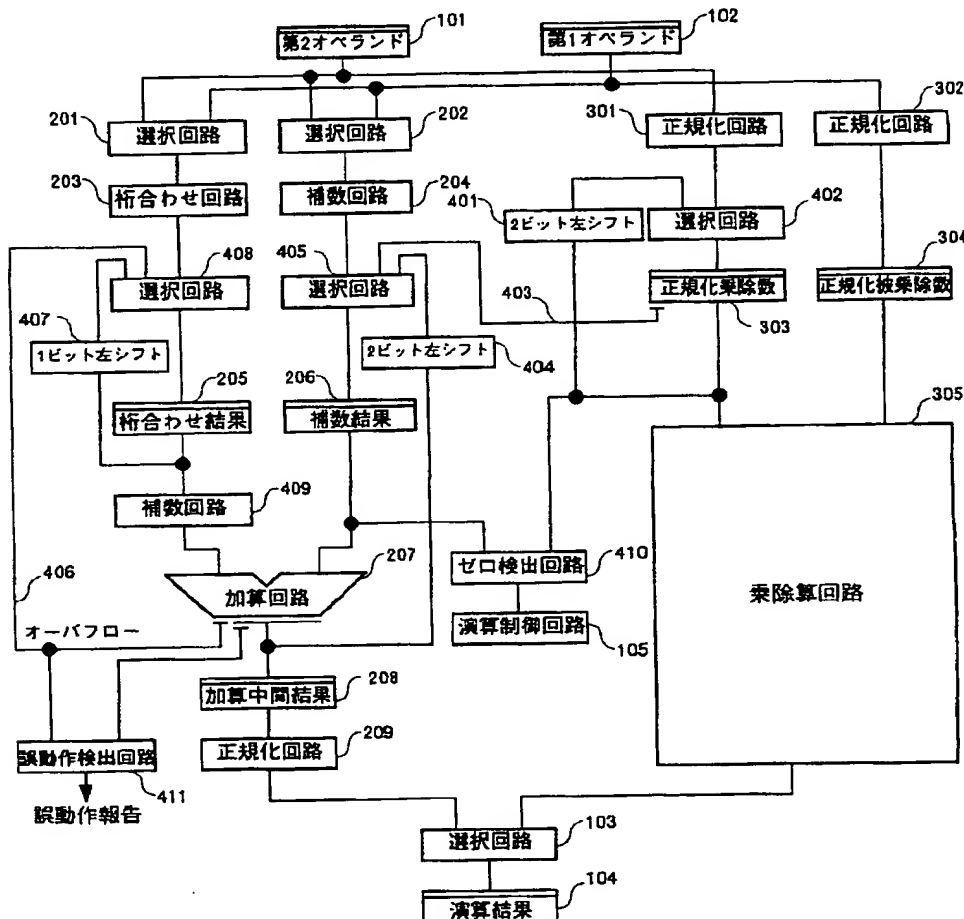 101
第2オペランド
102
第1オペランド
201
選択回路
202
選択回路
301
正規化回路
302
正規化回路
203
桁合わせ回路
補数回路
204
401
2ビット左シフト
選択回路
402
408
選択回路
405
選択回路
正規化乗除数
303
304
正規化被乗除数
403
407
1ビット左シフト
2ビット左シフト
404
205
桁合わせ結果
206
補数結果
305
補数回路
409
406
加算回路
207
ゼロ検出回路
410
乗除算回路
オーバフロー
演算制御回路
105
加算中間結果
208
誤動作検出回路
411
正規化回路
209
誤動作報告
選択回路
103
104
演算結果